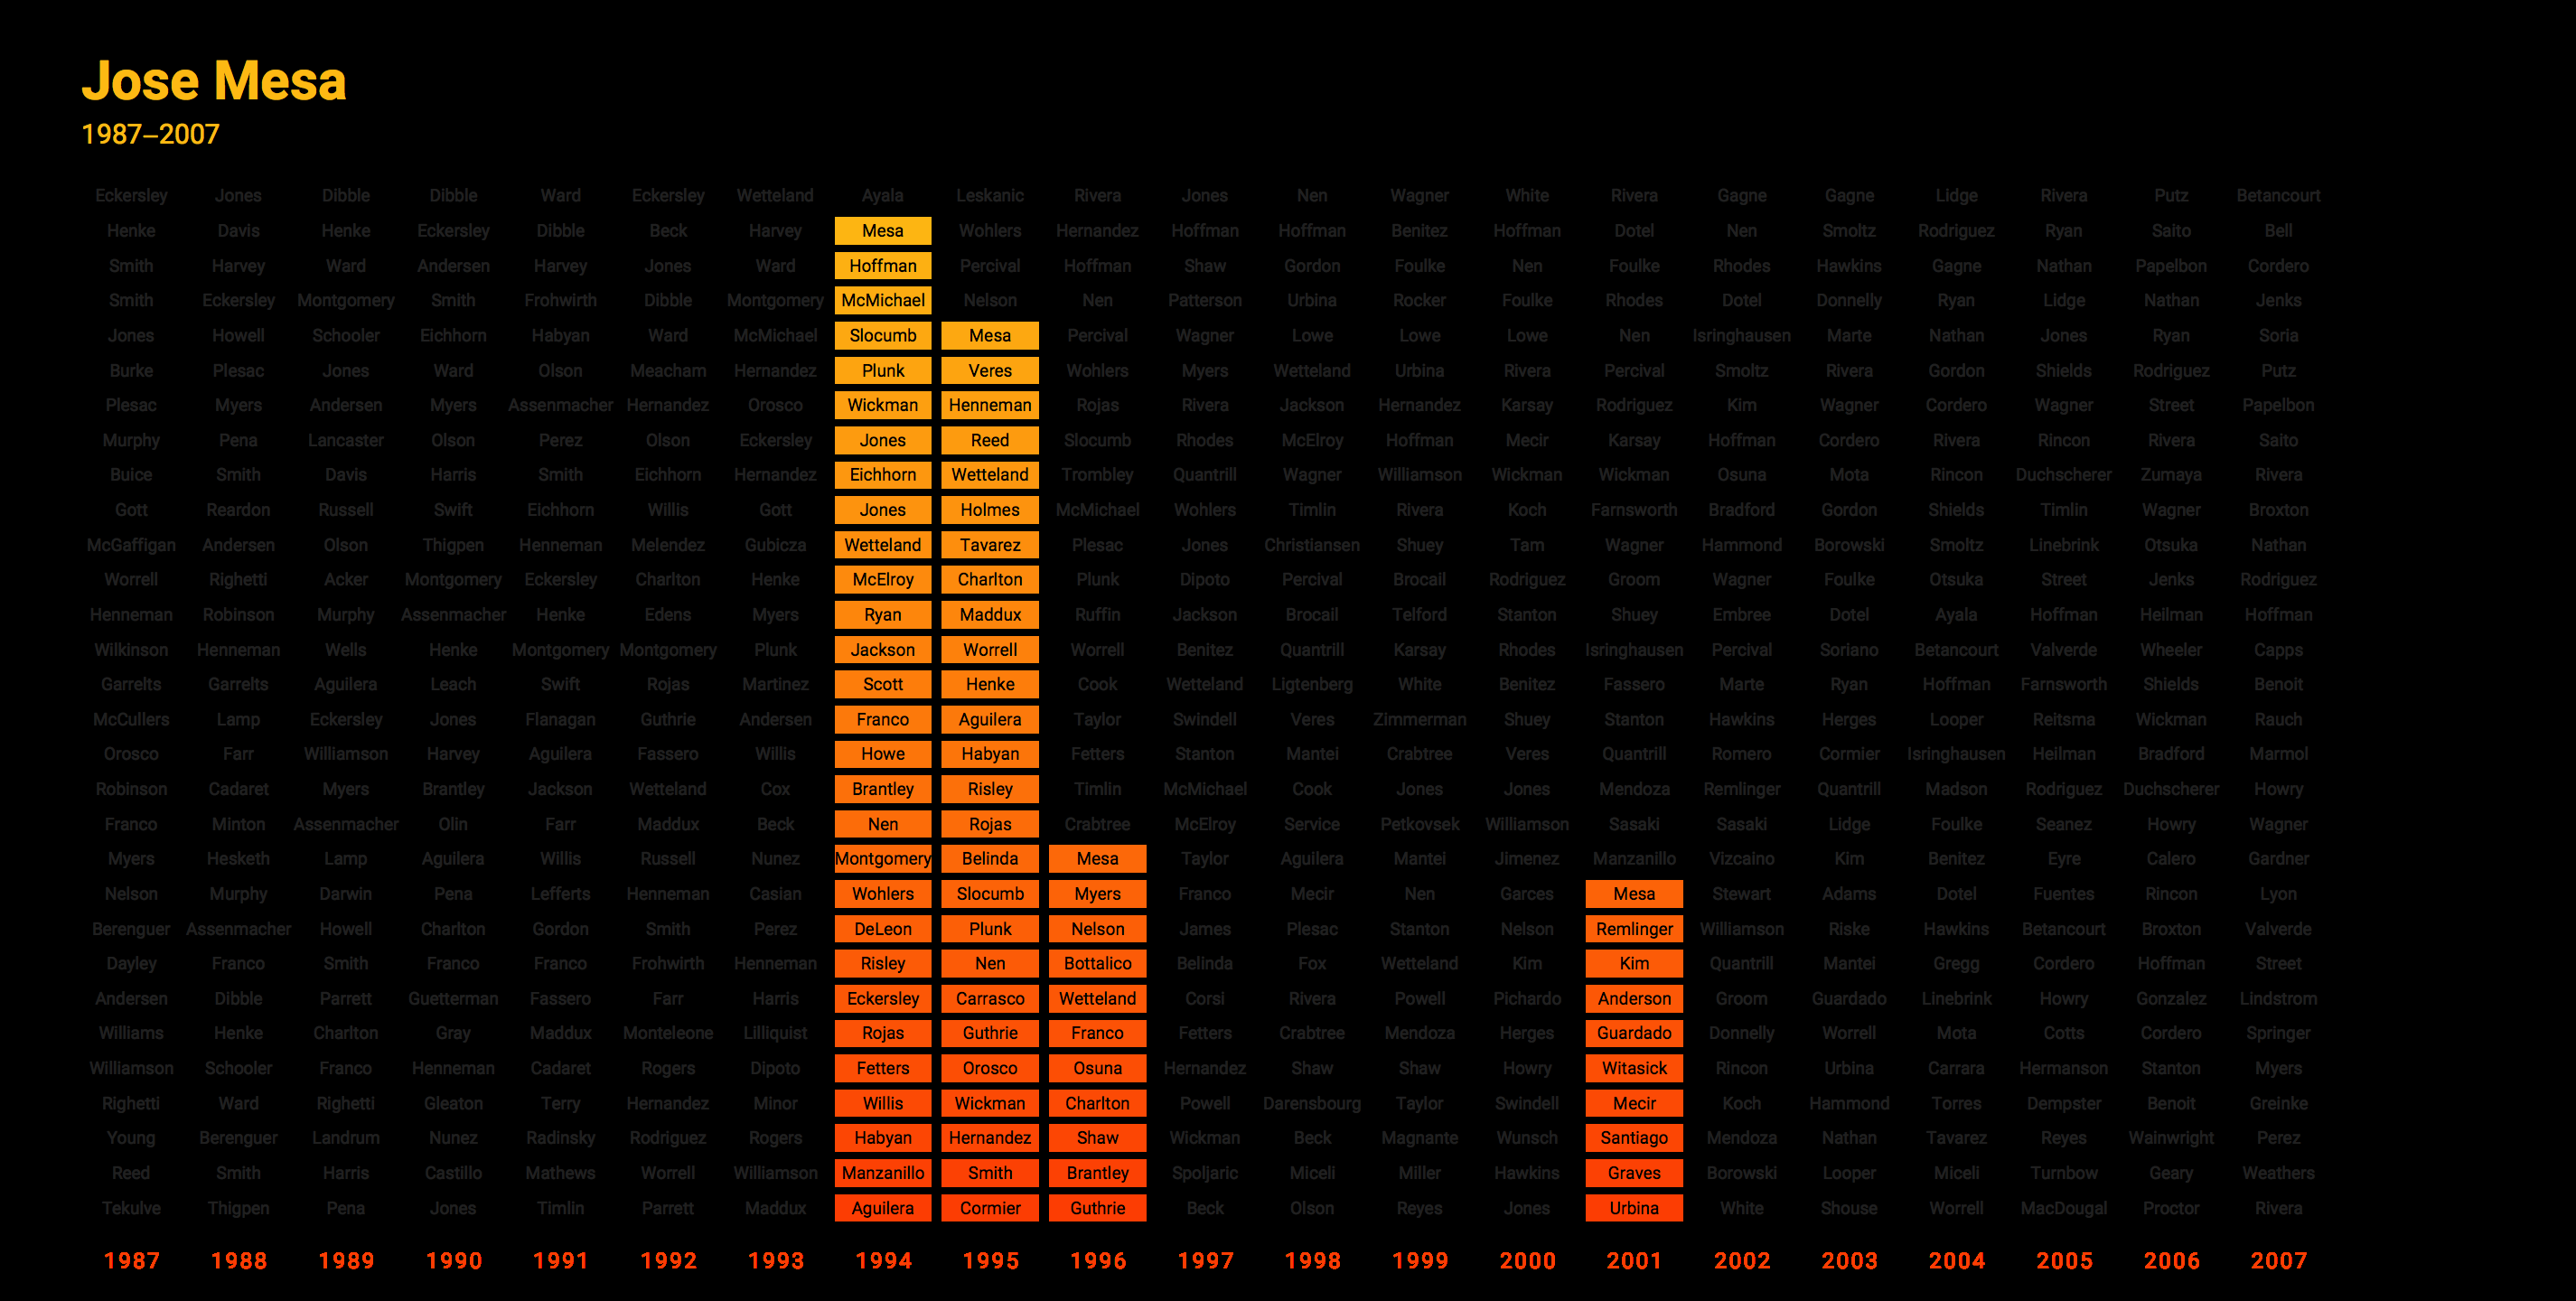 Jose Mesa
1987–2007
Eckersley Jones Dibble Dibble Ward Eckersley Wetteland Ayala Leskanic Rivera Jones Nen Wagner White Rivera Gagne Gagne Lidge Rivera Putz Betancourt
Henke Davis Henke Eckersley Dibble Beck Harvey Mesa Wohlers Hernandez Hoffman Hoffman Benitez Hoffman Dotel Nen Smoltz Rodriguez Ryan Saito Bell
Smith Harvey Ward Andersen Harvey Jones Ward Hoffman Percival Hoffman Shaw Gordon Foulke Nen Foulke Rhodes Hawkins Gagne Nathan Papelbon Cordero
Smith Eckersley Montgomery Smith Frohwirth Dibble Montgomery McMichael Nelson Nen Patterson Urbina Rocker Foulke Rhodes Dotel Donnelly Ryan Lidge Nathan Jenks
Jones Howell Schooler Eichhorn Habyan Ward McMichael Slocumb Mesa Percival Wagner Lowe Lowe Lowe Nen Isringhausen Marte Nathan Jones Ryan Soria
Burke Plesac Jones Ward Olson Meacham Hernandez Plunk Veres Wohlers Myers Wetteland Urbina Rivera Percival Smoltz Rivera Gordon Shields Rodriguez Putz
Plesac Myers Andersen Myers Assenmacher Hernandez Orosco Wickman Henneman Rojas Rivera Jackson Hernandez Karsay Rodriguez Kim Wagner Cordero Wagner Street Papelbon
Murphy Pena Lancaster Olson Perez Olson Eckersley Jones Reed Slocumb Rhodes McElroy Hoffman Mecir Karsay Hoffman Cordero Rivera Rincon Rivera Saito
Buice Smith Davis Harris Smith Eichhorn Hernandez Eichhorn Wetteland Trombley Quantrill Wagner Williamson Wickman Wickman Osuna Mota Rincon Duchscherer Zumaya Rivera
Gott Reardon Russell Swift Eichhorn Willis Gott Jones Holmes McMichael Wohlers Timlin Rivera Koch Farnsworth Bradford Gordon Shields Timlin Wagner Broxton
McGaffigan Andersen Olson Thigpen Henneman Melendez Gubicza Wetteland Tavarez Plesac Jones Christiansen Shuey Tam Wagner Hammond Borowski Smoltz Linebrink Otsuka Nathan
Worrell Righetti Acker Montgomery Eckersley Charlton Henke McElroy Charlton Plunk Dipoto Percival Brocail Rodriguez Groom Wagner Foulke Otsuka Street Jenks Rodriguez
Henneman Robinson Murphy Assenmacher Henke Edens Myers Ryan Maddux Ruffin Jackson Brocail Telford Stanton Shuey Embree Dotel Ayala Hoffman Heilman Hoffman
Wilkinson Henneman Wells Henke Montgomery Montgomery Plunk Jackson Worrell Worrell Benitez Quantrill Karsay Rhodes Isringhausen Percival Soriano Betancourt Valverde Wheeler Capps
Garrelts Garrelts Aguilera Leach Swift Rojas Martinez Scott Henke Cook Wetteland Ligtenberg White Benitez Fassero Marte Ryan Hoffman Farnsworth Shields Benoit
McCullers Lamp Eckersley Jones Flanagan Guthrie Andersen Franco Aguilera Taylor Swindell Veres Zimmerman Shuey Stanton Hawkins Herges Looper Reitsma Wickman Rauch
Orosco Farr Williamson Harvey Aguilera Fassero Willis Howe Habyan Fetters Stanton Mantei Crabtree Veres Quantrill Romero Cormier Isringhausen Heilman Bradford Marmol
Robinson Cadaret Myers Brantley Jackson Wetteland Cox Brantley Risley Timlin McMichael Cook Jones Jones Mendoza Remlinger Quantrill Madson Rodriguez Duchscherer Howry
Franco Minton Assenmacher Olin Farr Maddux Beck Nen Rojas Crabtree McElroy Service Petkovsek Williamson Sasaki Sasaki Lidge Foulke Seanez Howry Wagner
Myers Hesketh Lamp Aguilera Willis Russell Nunez Montgomery Belinda Mesa Taylor Aguilera Mantei Jimenez Manzanillo Vizcaino Kim Benitez Eyre Calero Gardner
Nelson Murphy Darwin Pena Lefferts Henneman Casian Wohlers Slocumb Myers Franco Mecir Nen Garces Mesa Stewart Adams Dotel Fuentes Rincon Lyon
Berenguer Assenmacher Howell Charlton Gordon Smith Perez DeLeon Plunk Nelson James Plesac Stanton Nelson Remlinger Williamson Riske Hawkins Betancourt Broxton Valverde
Dayley Franco Smith Franco Franco Frohwirth Henneman Risley Nen Bottalico Belinda Fox Wetteland Kim Kim Quantrill Mantei Gregg Cordero Hoffman Street
Andersen Dibble Parrett Guetterman Fassero Farr Harris Eckersley Carrasco Wetteland Corsi Rivera Powell Pichardo Anderson Groom Guardado Linebrink Howry Gonzalez Lindstrom
Williams Henke Charlton Gray Maddux Monteleone Lilliquist Rojas Guthrie Franco Fetters Crabtree Mendoza Herges Guardado Donnelly Worrell Mota Cotts Cordero Springer
Williamson Schooler Franco Henneman Cadaret Rogers Dipoto Fetters Orosco Osuna Hernandez Shaw Shaw Howry Witasick Rincon Urbina Carrara Hermanson Stanton Myers
Righetti Ward Righetti Gleaton Terry Hernandez Minor Willis Wickman Charlton Powell Darensbourg Taylor Swindell Mecir Koch Hammond Torres Dempster Benoit Greinke
Young Berenguer Landrum Nunez Radinsky Rodriguez Rogers Habyan Hernandez Shaw Wickman Beck Magnante Wunsch Santiago Mendoza Nathan Tavarez Reyes Wainwright Perez
Reed Smith Harris Castillo Mathews Worrell Williamson Manzanillo Smith Brantley Spoljaric Miceli Miller Hawkins Graves Borowski Looper Miceli Turnbow Geary Weathers
Tekulve Thigpen Pena Jones Timlin Parrett Maddux Aguilera Cormier Guthrie Beck Olson Reyes Jones Urbina White Shouse Worrell MacDougal Proctor Rivera
1987 1988 1989 1990 1991 1992 1993 1994 1995 1996 1997 1998 1999 2000 2001 2002 2003 2004 2005 2006 2007